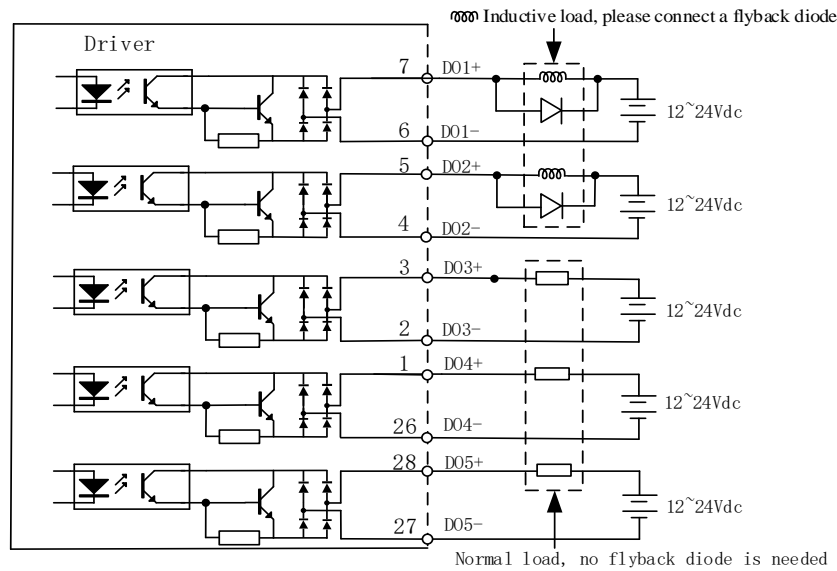 Inductive load, please connect a flyback diode
Driver
7 DO1+
12~24Vdc
6 DO1-
5 DO2+
12~24Vdc
4 DO2-
3 DO3+
12~24Vdc
2 DO3-
1 DO4+
12~24Vdc
26 DO4-
28 DO5+
12~24Vdc
27 DO5-
Normal load, no flyback diode is needed